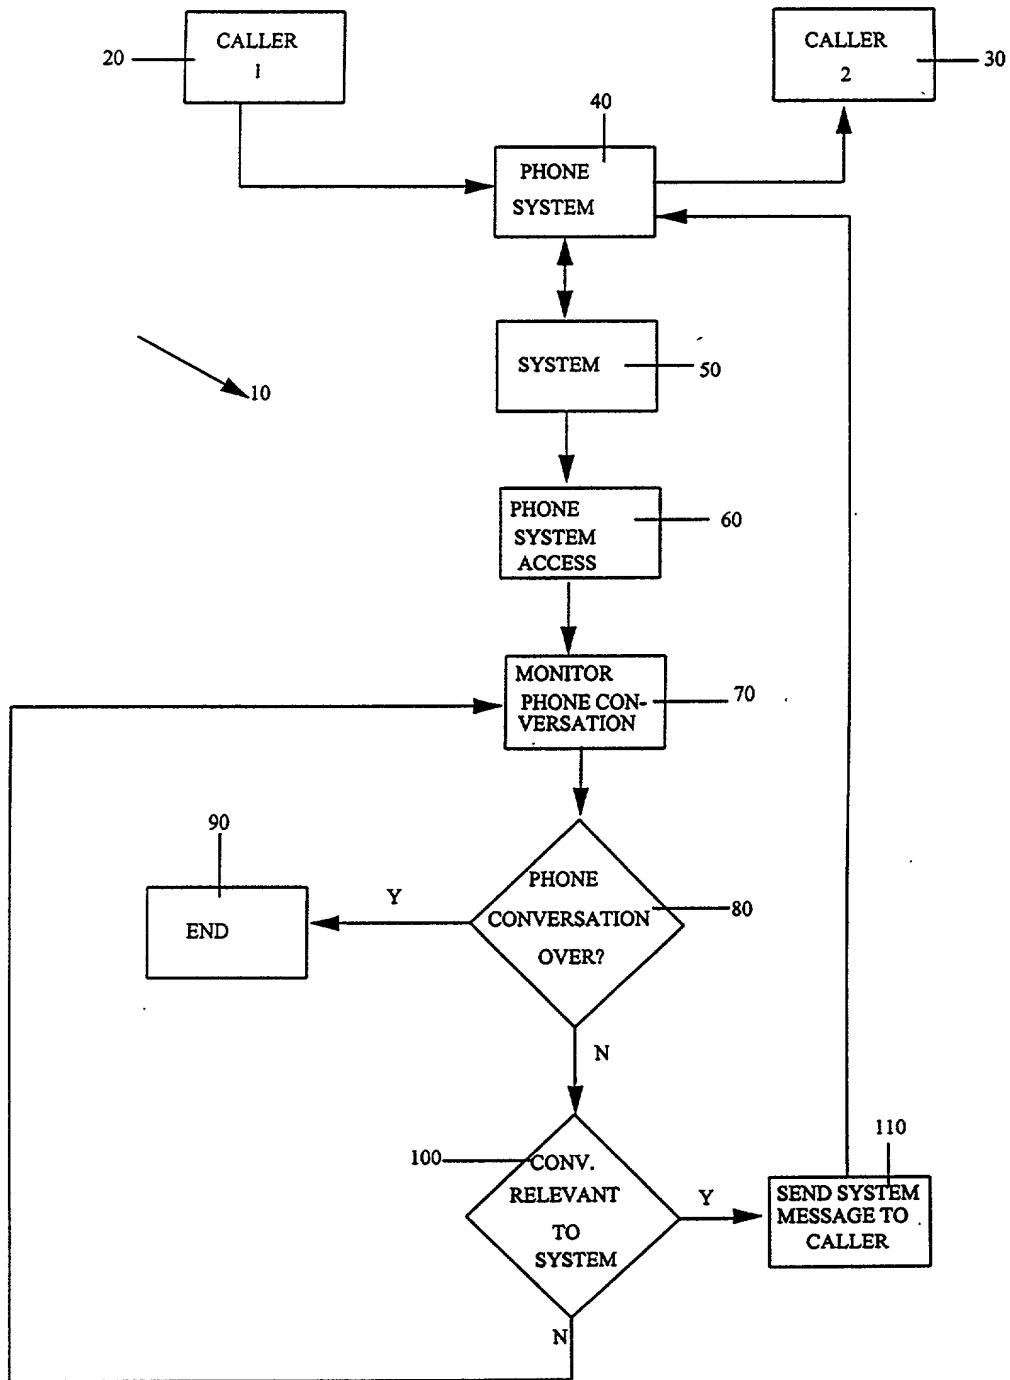 CALLER
1
20
CALLER
2
30
40
PHONE
SYSTEM
SYSTEM
50
10
PHONE
SYSTEM
ACCESS
60
MONITOR
PHONE CON-
VERSATION
70
90
END
Y
PHONE
CONVERSATION
OVER?
80
N
100
CONV.
RELEVANT
TO
SYSTEM
Y
110
SEND SYSTEM
MESSAGE TO
CALLER
N